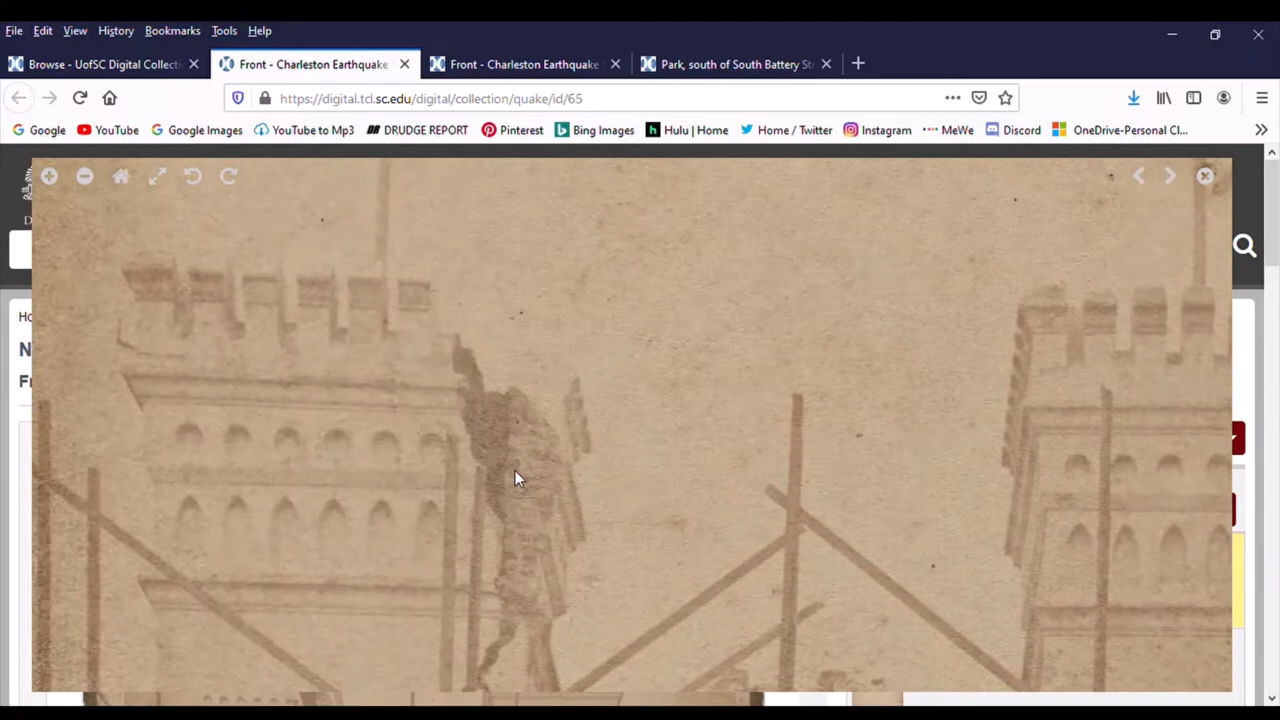 File Edit View History Bookmarks Tools Help
Browse - UofSC Digital Collecti
Front - Charleston Earthquake
Front - Charleston Earthquake
Park, south of South Battery St
https://digital.tcl.sc.edu/digital/collection/quake/id/65
Google YouTube Google Images YouTube to Mp3 DRUDGE REPORT Pinterest Bing Images Hulu | Home Home / Twitter Instagram MeWe Discord OneDrive-Personal Cl...
D
Ho
N
Fr